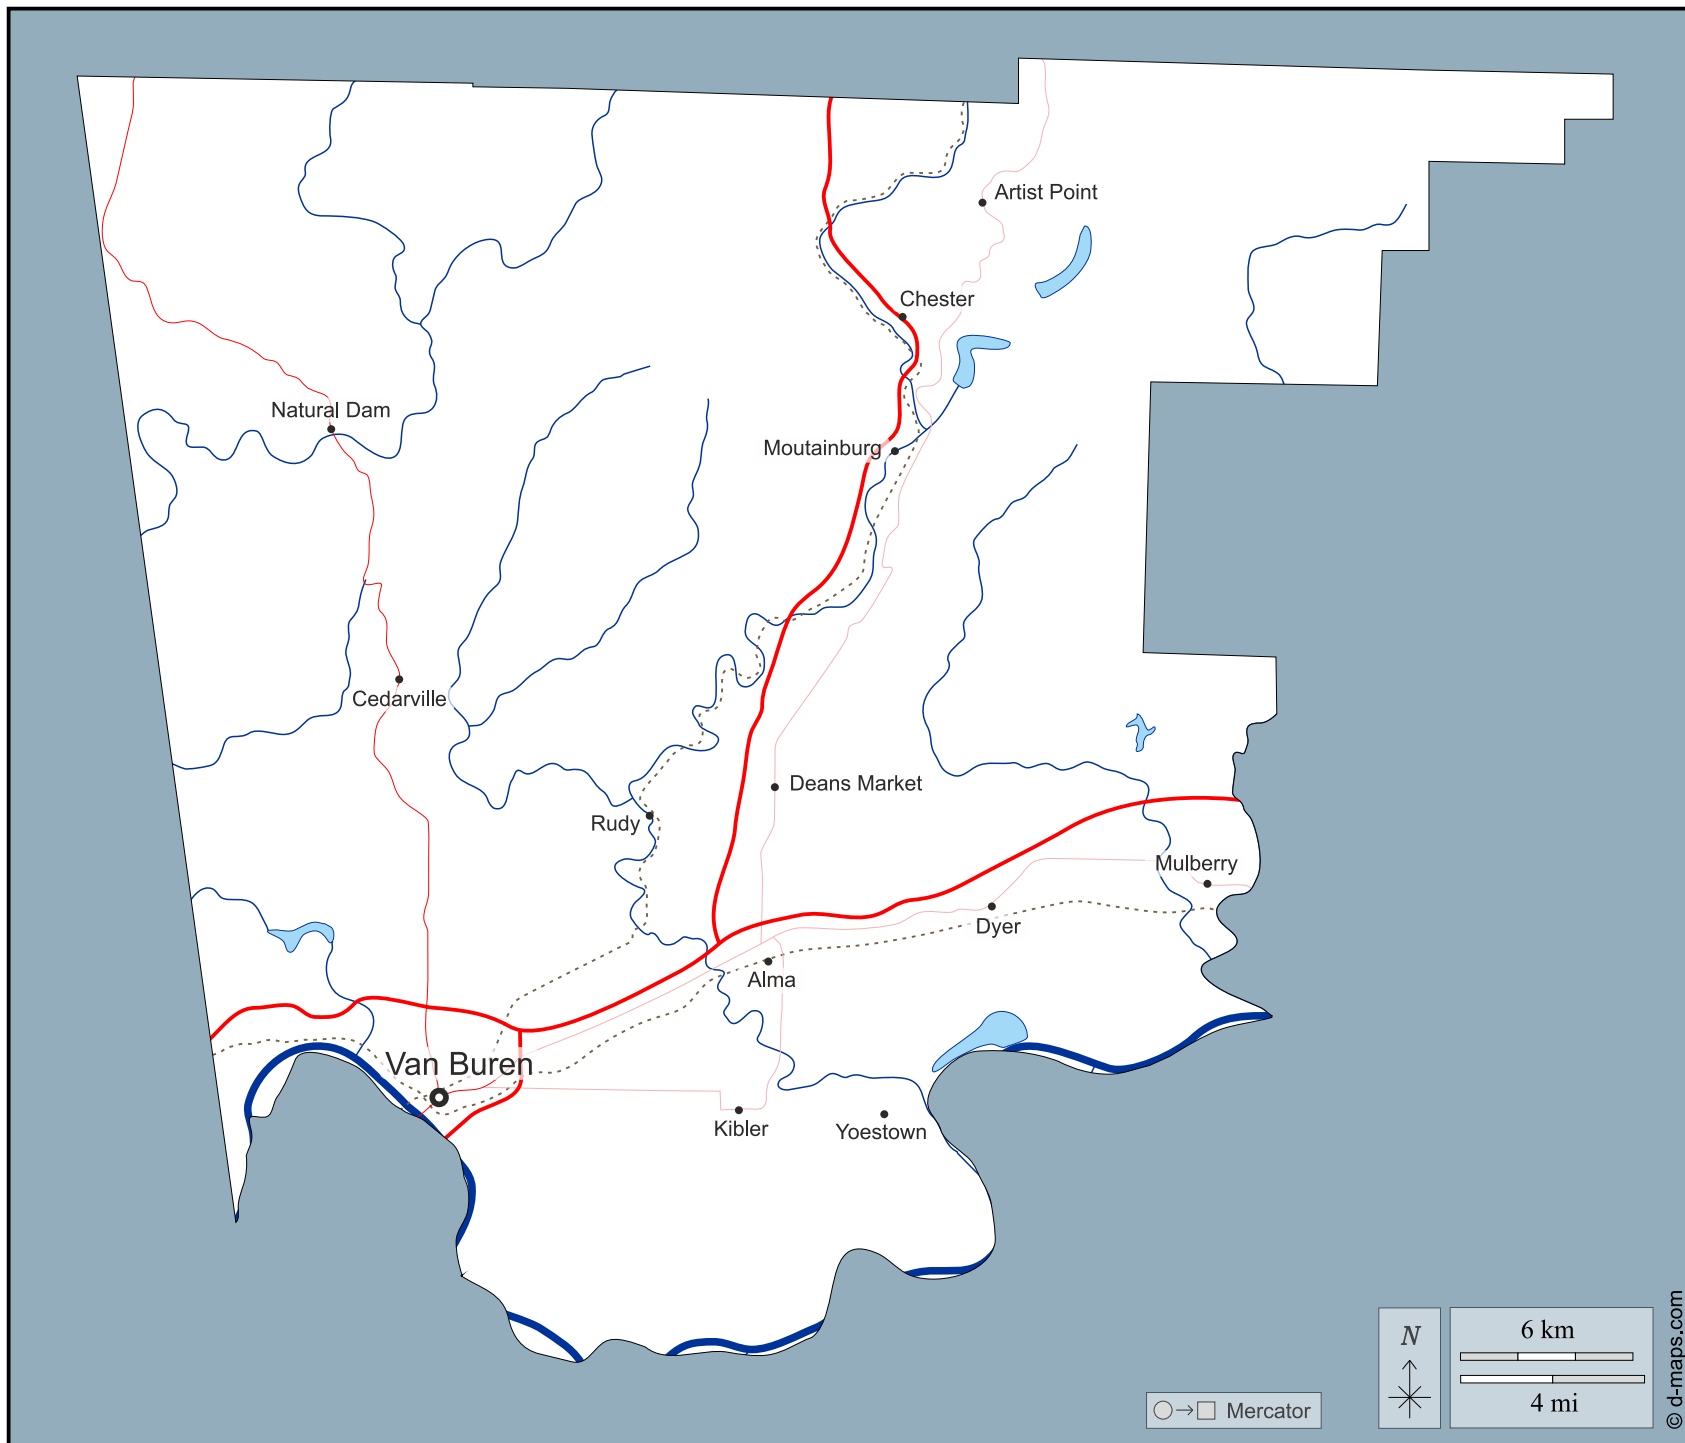 Artist Point
Chester
Natural Dam
Moutainburg
Cedarville
Deans Market
Rudy
Mulberry
Dyer
Alma
Van Buren
Kibler
Yoestown
N
6 km
4 mi
Mercator
© d-maps.com